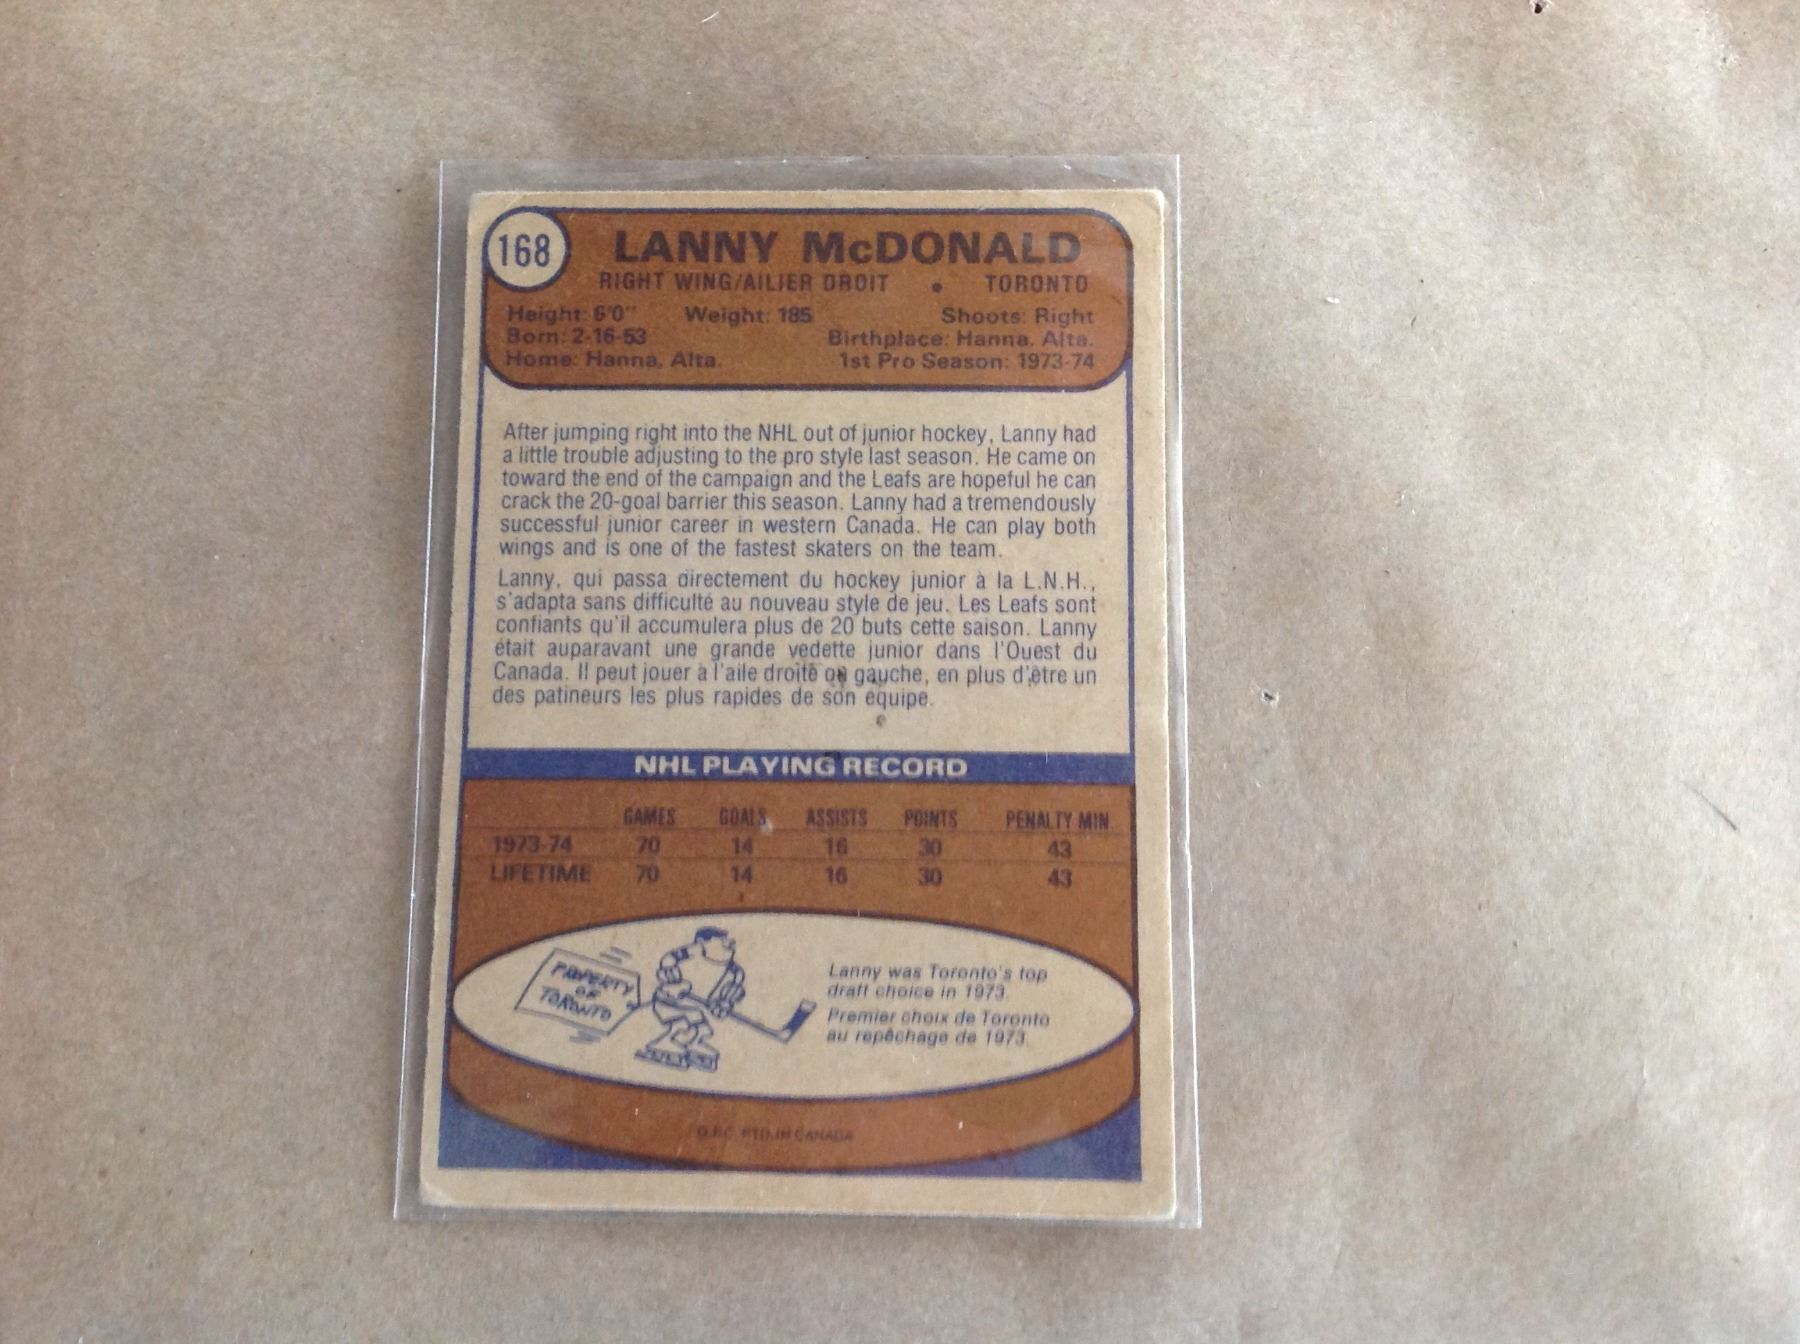 168
LANNY McDONALD
RIGHT WING/AILIER DROIT • TORONTO
Height: 6'0" Weight: 185 Shoots: Right
Born: 2-16-53 Birthplace: Hanna, Alta.
Home: Hanna, Alta. 1st Pro Season: 1973-74
After jumping right into the NHL out of junior hockey, Lanny had
a little trouble adjusting to the pro style last season. He came on
toward the end of the campaign and the Leafs are hopeful he can
crack the 20-goal barrier this season. Lanny had a tremendously
successful junior career in western Canada. He can play both
wings and is one of the fastest skaters on the team.
Lanny, qui passa directement du hockey junior à la L.N.H.,
s'adapta sans difficulté au nouveau style de jeu. Les Leafs sont
confiants qu'il accumulera plus de 20 buts cette saison. Lanny
était auparavant une grande vedette junior dans l'Ouest du
Canada. Il peut jouer à l'aile droite ou gauche, en plus d'être un
des patineurs les plus rapides de son équipe.
NHL PLAYING RECORD
GAMES GOALS ASSISTS POINTS PENALTY MIN.
1973-74 70 14 16 30 43
LIFETIME 70 14 16 30 43
PROPERTY
OF
TORONTO
Lanny was Toronto's top
draft choice in 1973.
Premier choix de Toronto
au repêchage de 1973.
O.P.C. PTD. IN CANADA